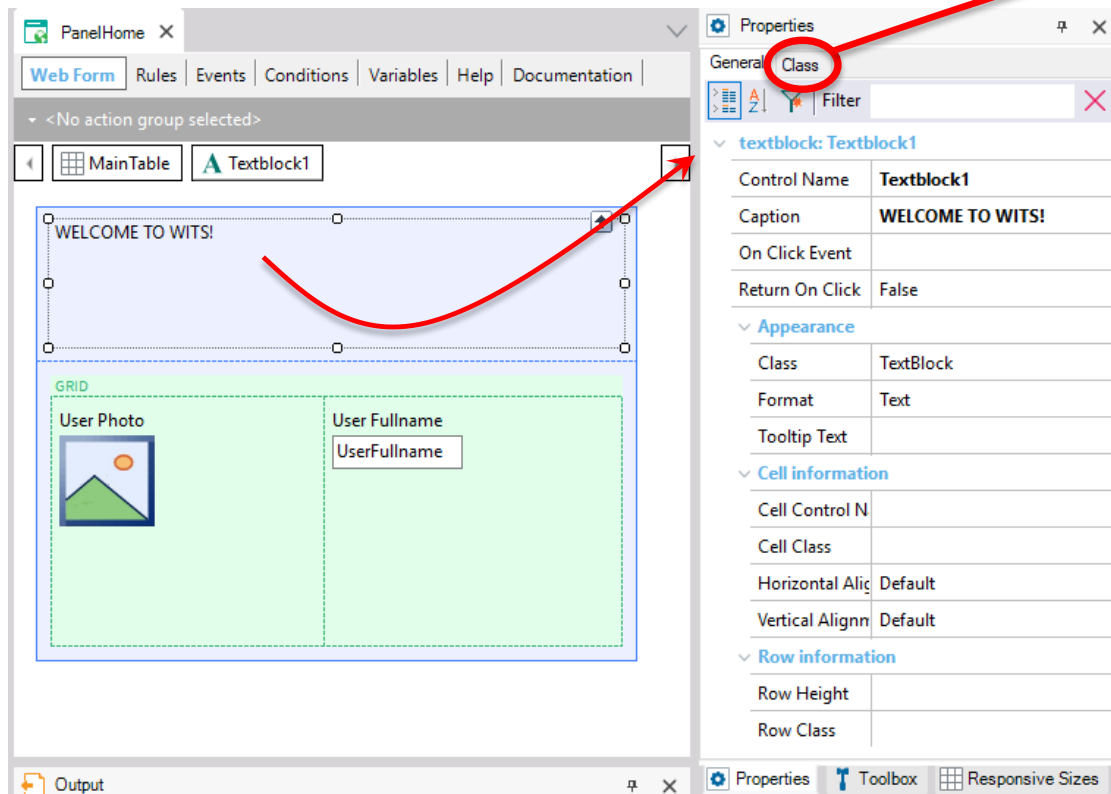 PanelHome
Web Form Rules Events Conditions Variables Help Documentation
<No action group selected>
MainTable Textblock1
WELCOME TO WITS!
GRID
User Photo User Fullname
UserFullname
Output
Properties
General Class
Filter
textblock: Textblock1
Control Name Textblock1
Caption WELCOME TO WITS!
On Click Event
Return On Click False
Appearance
Class TextBlock
Format Text
Tooltip Text
Cell information
Cell Control N
Cell Class
Horizontal Alig Default
Vertical Alignm Default
Row information
Row Height
Row Class
Properties Toolbox Responsive Sizes